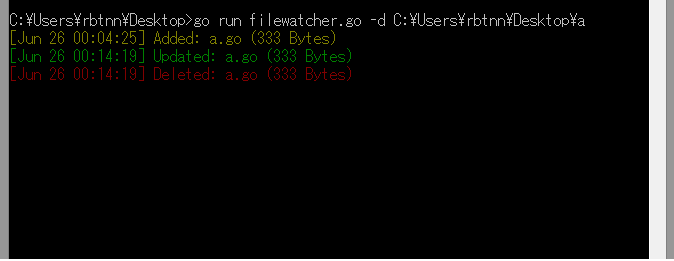 C:¥Users¥rbtnn¥Desktop>go run filewatcher.go -d C:¥Users¥rbtnn¥Desktop¥a
[Jun 26 00:04:25] Added: a.go (333 Bytes)
[Jun 26 00:14:19] Updated: a.go (333 Bytes)
[Jun 26 00:14:19] Deleted: a.go (333 Bytes)